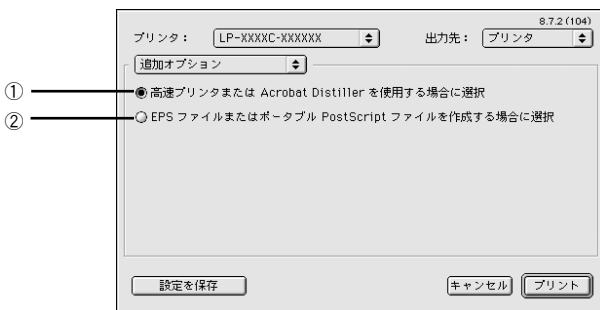 8.7.2 (104)
プリンタ： LP-XXXXC-XXXXXX 出力先： プリンタ
追加オプション
① 高速プリンタまたは Acrobat Distiller を使用する場合に選択
② EPS ファイルまたはポータブル PostScript ファイルを作成する場合に選択
設定を保存 キャンセル プリント